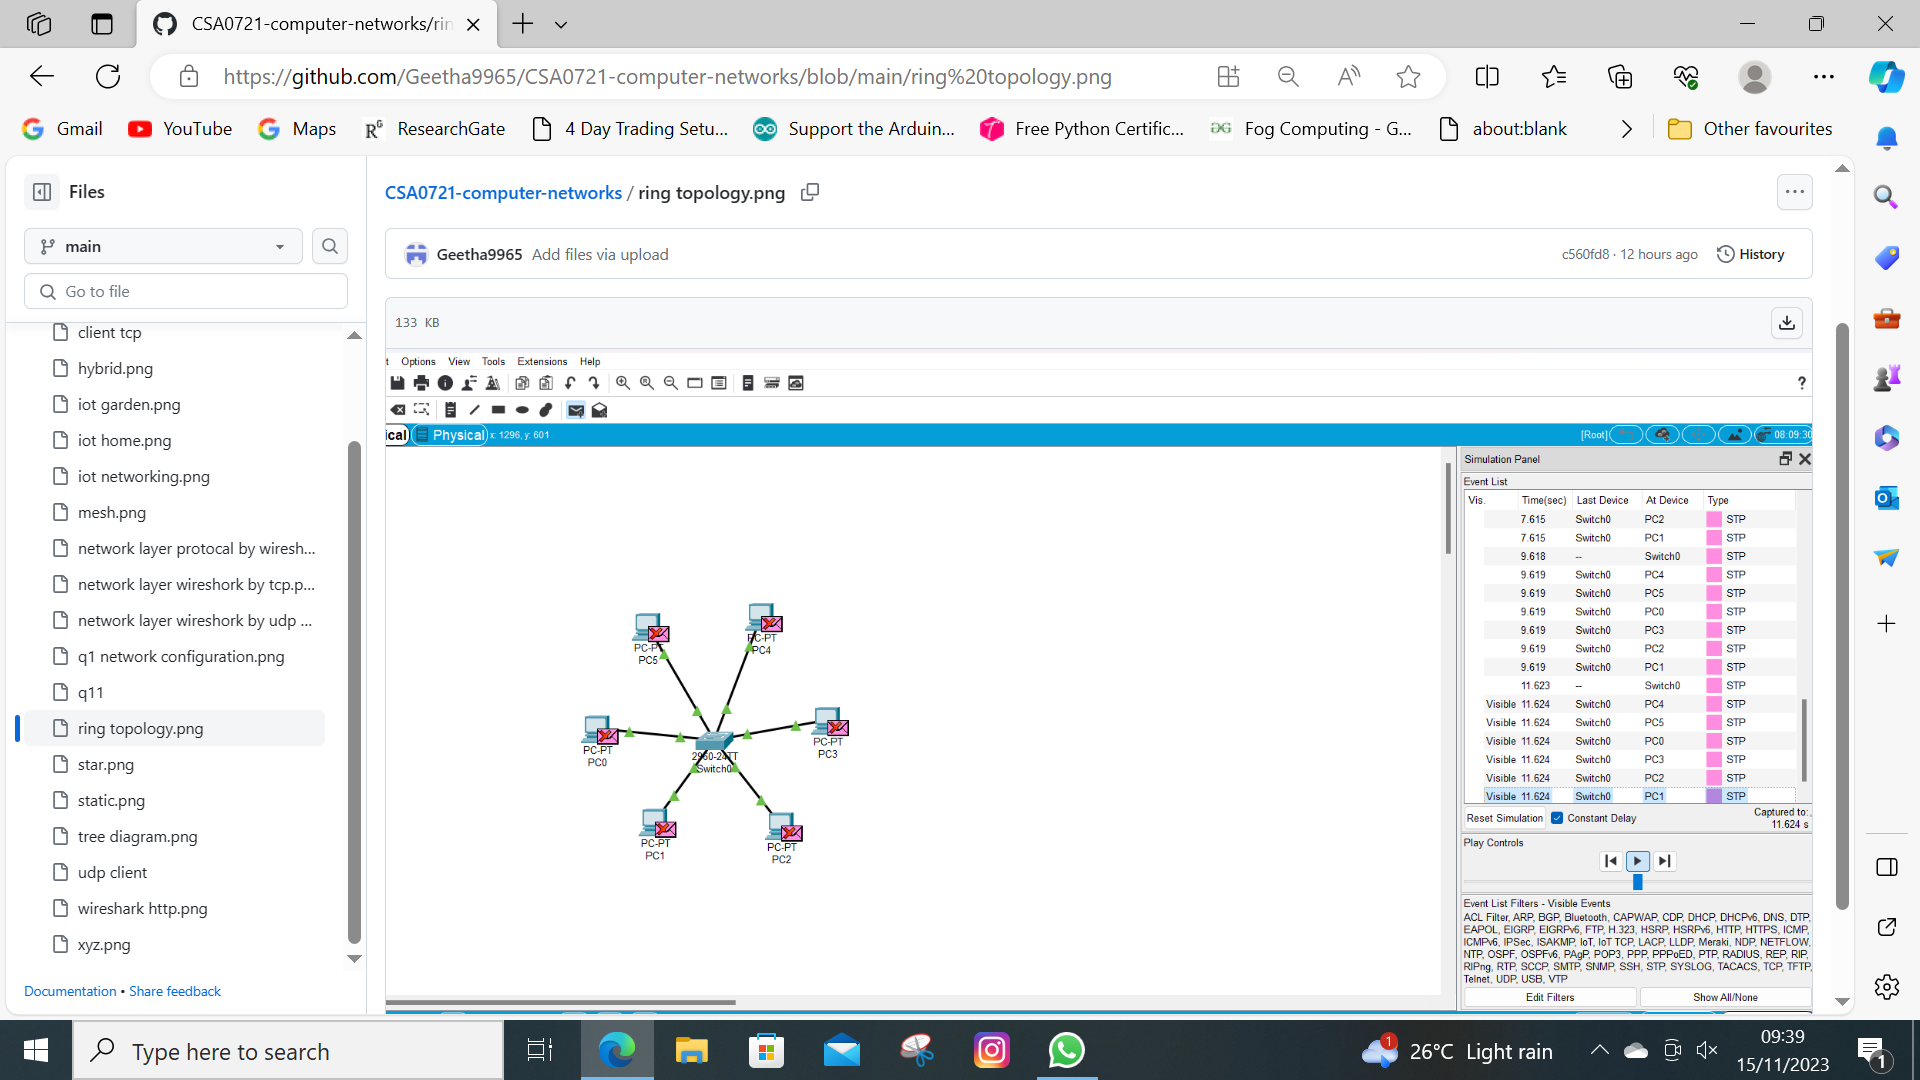 CSA0721-computer-networks/rin
https://github.com/Geetha9965/CSA0721-computer-networks/blob/main/ring%20topology.png
Gmail YouTube Maps ResearchGate 4 Day Trading Setu... Support the Arduin... Free Python Certific... Fog Computing - G... about:blank Other favourites
Files
main
Go to file
client tcp
hybrid.png
iot garden.png
iot home.png
iot networking.png
mesh.png
network layer protocal by wiresh...
network layer wireshork by tcp.p...
network layer wireshork by udp ...
q1 network configuration.png
q11
ring topology.png
star.png
static.png
tree diagram.png
udp client
wireshark http.png
xyz.png
Documentation • Share feedback
CSA0721-computer-networks / ring topology.png
Geetha9965 Add files via upload
c560fd8 · 12 hours ago History
133 KB
t Options View Tools Extensions Help
?
ical Physical x: 1296, y: 601
[Root] 08:09:30
PC-PT
PC5
PC-PT
PC4
PC-PT
PC0
2960-24TT
Switch0
PC-PT
PC3
PC-PT
PC1
PC-PT
PC2
Simulation Panel
Event List
Vis. Time(sec) Last Device At Device Type
7.615 Switch0 PC2 STP
7.615 Switch0 PC1 STP
9.618 -- Switch0 STP
9.619 Switch0 PC4 STP
9.619 Switch0 PC5 STP
9.619 Switch0 PC0 STP
9.619 Switch0 PC3 STP
9.619 Switch0 PC2 STP
9.619 Switch0 PC1 STP
11.623 -- Switch0 STP
Visible 11.624 Switch0 PC4 STP
Visible 11.624 Switch0 PC5 STP
Visible 11.624 Switch0 PC0 STP
Visible 11.624 Switch0 PC3 STP
Visible 11.624 Switch0 PC2 STP
Visible 11.624 Switch0 PC1 STP
Reset Simulation Constant Delay Captured to:
11.624 s
Play Controls
Event List Filters - Visible Events
ACL Filter, ARP, BGP, Bluetooth, CAPWAP, CDP, DHCP, DHCPv6, DNS, DTP,
EAPOL, EIGRP, EIGRPv6, FTP, H.323, HSRP, HSRPv6, HTTP, HTTPS, ICMP,
ICMPv6, IPSec, ISAKMP, IoT, IoT TCP, LACP, LLDP, Meraki, NDP, NETFLOW,
NTP, OSPF, OSPFv6, PAgP, POP3, PPP, PPPoED, PTP, RADIUS, REP, RIP,
RIPng, RTP, SCCP, SMTP, SNMP, SSH, STP, SYSLOG, TACACS, TCP, TFTP,
Telnet, UDP, USB, VTP
Edit Filters Show All/None
Type here to search
1
26°C Light rain
09:39
15/11/2023
1